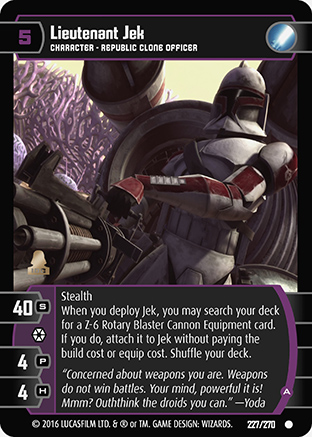 5 Lieutenant Jek
CHARACTER - REPUBLIC CLONE OFFICER
40 S
4 P
4 H
Stealth
When you deploy Jek, you may search your deck
for a Z-6 Rotary Blaster Cannon Equipment card.
If you do, attach it to Jek without paying the
build cost or equip cost. Shuffle your deck.
“Concerned about weapons you are. Weapons
do not win battles. Your mind, powerful it is!
Mmm? Outhtink the droids you can.” —Yoda
A
© 2016 LUCASFILM LTD. & ® or TM. GAME DESIGN: WIZARDS. 227/270